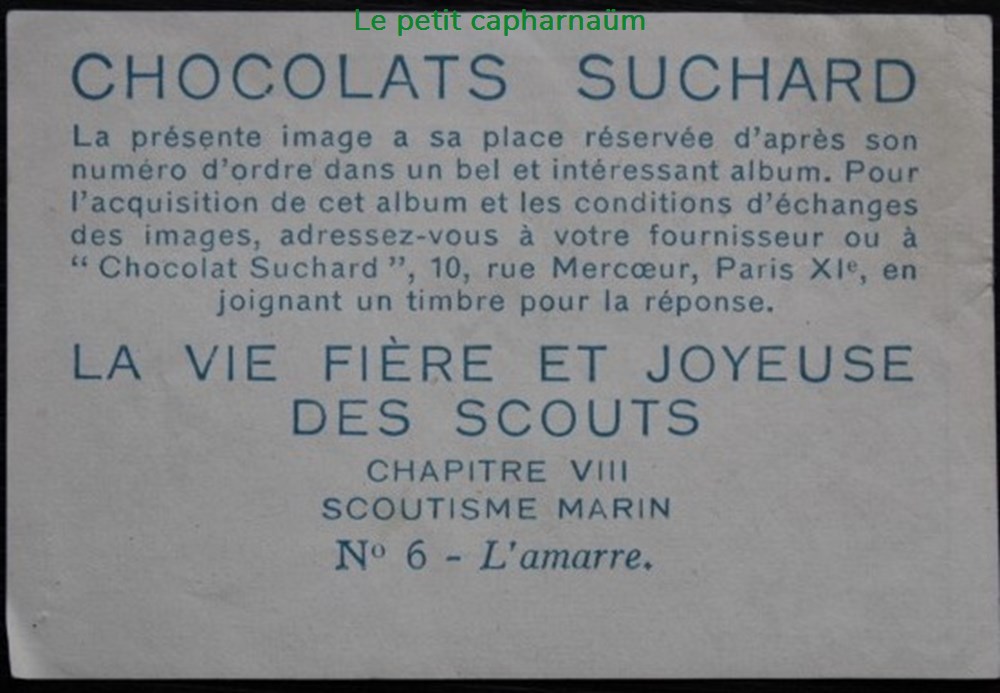 Le petit capharnaüm
CHOCOLATS SUCHARD
La présente image a sa place réservée d'après son
numéro d'ordre dans un bel et intéressant album. Pour
l'acquisition de cet album et les conditions d'échanges
des images, adressez-vous à votre fournisseur ou à
“ Chocolat Suchard ”, 10, rue Mercœur, Paris XIᵉ, en
joignant un timbre pour la réponse.
LA VIE FIÈRE ET JOYEUSE
DES SCOUTS
CHAPITRE VIII
SCOUTISME MARIN
Nº 6 - L'amarre.